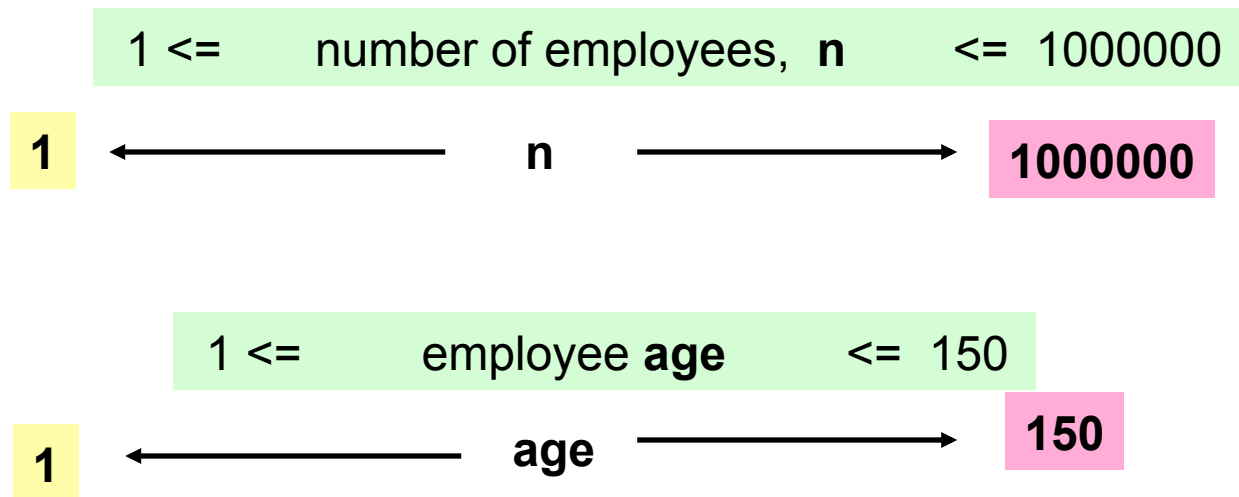 1 <= number of employees, n <= 1000000
1 n 1000000
1 <= employee age <= 150
1 age 150